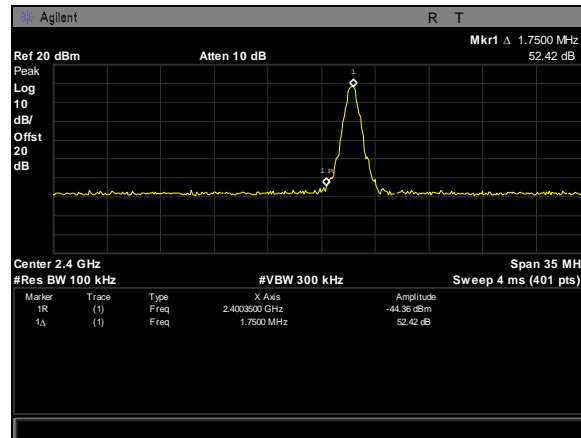 Agilent R T
Mkr1 Δ 1.7500 MHz
Ref 20 dBm Atten 10 dB 52.42 dB
Peak
Log
10
dB/
Offst
20
dB
1
1R
Center 2.4 GHz Span 35 MH
#Res BW 100 kHz #VBW 300 kHz Sweep 4 ms (401 pts)
Marker Trace Type X Axis Amplitude
1R (1) Freq 2.4003500 GHz -44.36 dBm
1Δ (1) Freq 1.7500 MHz 52.42 dB